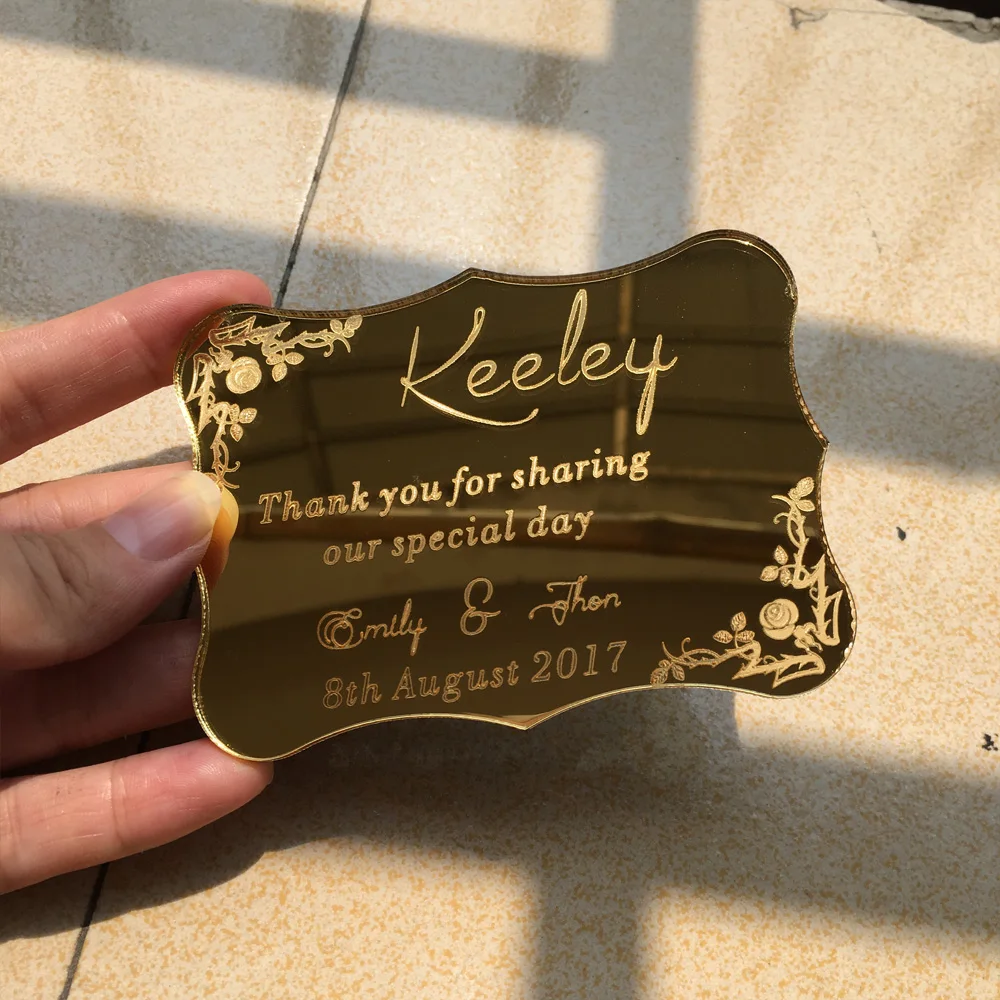 Keeley
Thank you for sharing
our special day
Emily & Jhon
8th August 2017